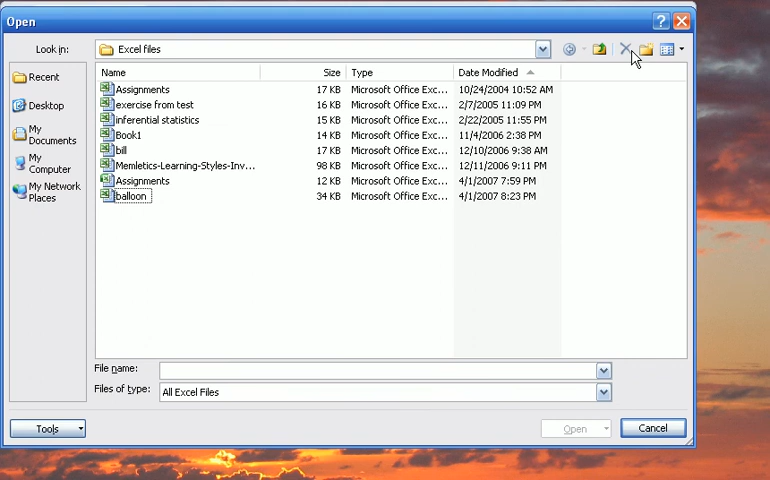 Open
Look in: Excel files
Name Size Type Date Modified
Recent
Desktop
My Documents
My Computer
My Network Places
Assignments 17 KB Microsoft Office Exc... 10/24/2004 10:52 AM
exercise from test 16 KB Microsoft Office Exc... 2/7/2005 11:09 PM
inferential statistics 15 KB Microsoft Office Exc... 2/22/2005 11:55 PM
Book1 14 KB Microsoft Office Exc... 11/4/2006 2:38 PM
bill 17 KB Microsoft Office Exc... 12/10/2006 9:38 AM
Memletics-Learning-Styles-Inv... 98 KB Microsoft Office Exc... 12/11/2006 9:11 PM
Assignments 12 KB Microsoft Office Exc... 4/1/2007 7:59 PM
balloon 34 KB Microsoft Office Exc... 4/1/2007 8:23 PM
File name:
Files of type: All Excel Files
Tools Open Cancel